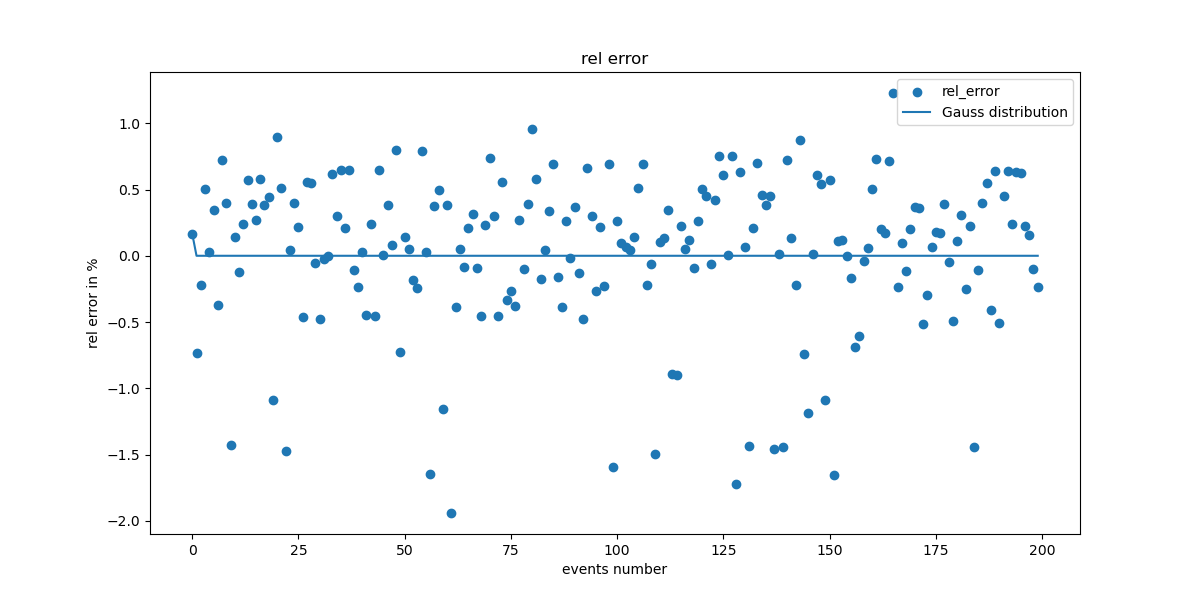 rel error
rel_error
Gauss distribution
1.0
0.5
0.0
−0.5
−1.0
−1.5
−2.0
rel error in %
0 25 50 75 100 125 150 175 200
events number